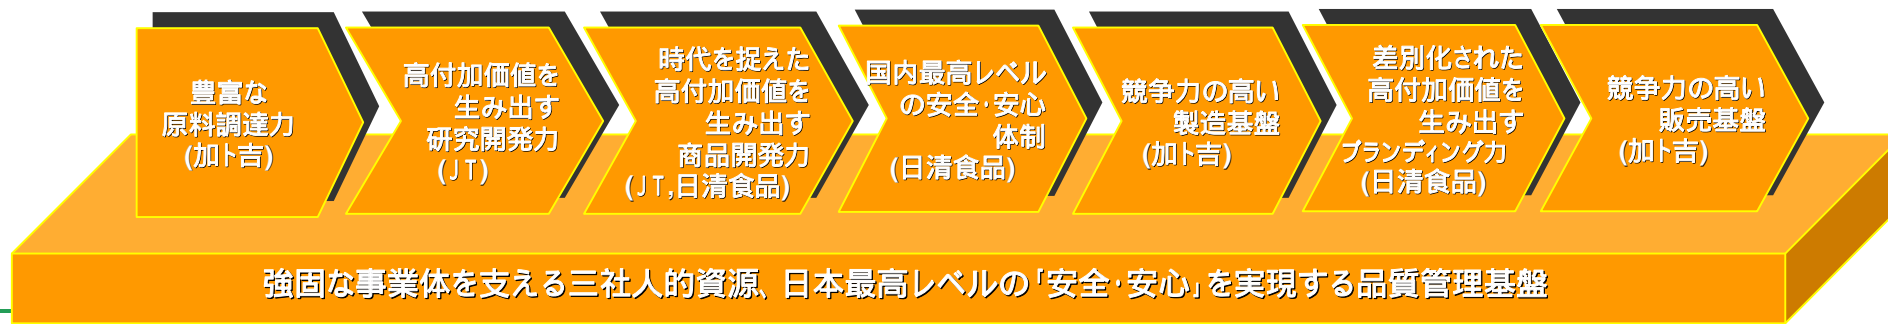 豊富な
原料調達力
(加ト吉)
高付加価値を
生み出す
研究開発力
(JT)
時代を捉えた
高付加価値を
生み出す
商品開発力
(JT,日清食品)
国内最高レベル
の安全･安心
体制
(日清食品)
競争力の高い
製造基盤
(加ト吉)
差別化された
高付加価値を
生み出す
ブランディング力
(日清食品)
競争力の高い
販売基盤
(加ト吉)
強固な事業体を支える三社人的資源、日本最高レベルの｢安全･安心｣を実現する品質管理基盤